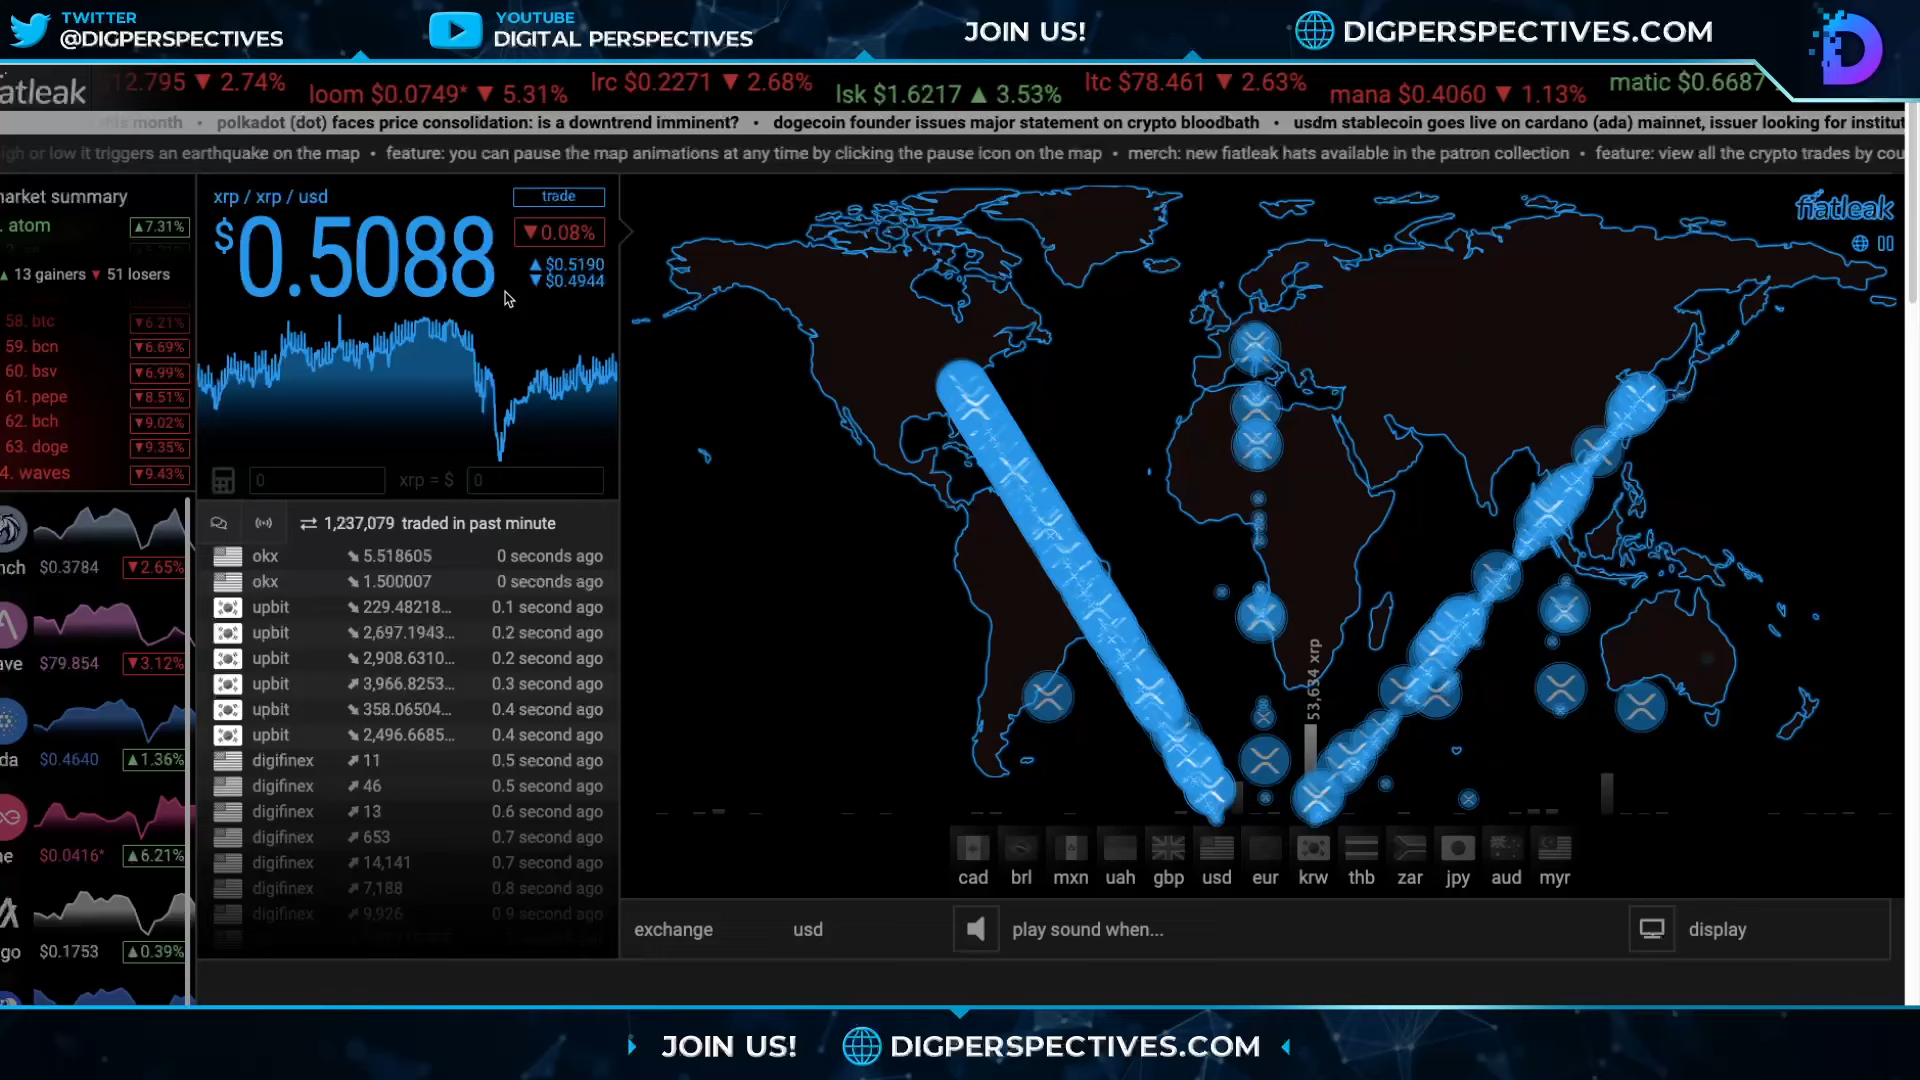 TWITTER
@DIGPERSPECTIVES
YOUTUBE
DIGITAL PERSPECTIVES
JOIN US!
DIGPERSPECTIVES.COM
atleak
12.795 ▼ 2.74%
loom $0.0749* ▼ 5.31%
lrc $0.2271 ▼ 2.68%
lsk $1.6217 ▲ 3.53%
ltc $78.461 ▼ 2.63%
mana $0.4060 ▼ 1.13%
matic $0.6687
this month • polkadot (dot) faces price consolidation: is a downtrend imminent? • dogecoin founder issues major statement on crypto bloodbath • usdm stablecoin goes live on cardano (ada) mainnet, issuer looking for institut
igh or low it triggers an earthquake on the map • feature: you can pause the map animations at any time by clicking the pause icon on the map • merch: new fiatleak hats available in the patron collection • feature: view all the crypto trades by cou
market summary
. atom ▲7.31%
▲ 13 gainers ▼ 51 losers
58. btc ▼6.21%
59. bcn ▼6.69%
60. bsv ▼6.99%
61. pepe ▼8.51%
62. bch ▼9.02%
63. doge ▼9.35%
4. waves ▼9.43%
nch $0.3784 ▼2.65%
ave $79.854 ▼3.12%
da $0.4640 ▲1.36%
ae $0.0416* ▲6.21%
go $0.1753 ▲0.39%
xrp / xrp / usd
trade
$0.5088
▼0.08%
▲ $0.5190
▼ $0.4944
0 xrp = $ 0
1,237,079 traded in past minute
okx 5.518605 0 seconds ago
okx 1.500007 0 seconds ago
upbit 229.48218... 0.1 second ago
upbit 2,697.1943... 0.2 second ago
upbit 2,908.6310... 0.2 second ago
upbit 3,966.8253... 0.3 second ago
upbit 358.06504... 0.4 second ago
upbit 2,496.6685... 0.4 second ago
digifinex 11 0.5 second ago
digifinex 46 0.5 second ago
digifinex 13 0.6 second ago
digifinex 653 0.7 second ago
digifinex 14,141 0.7 second ago
digifinex 7,188 0.8 second ago
digifinex 9,926 0.9 second ago
fiatleak
53,634 xrp
cad brl mxn uah gbp usd eur krw thb zar jpy aud myr
exchange usd play sound when... display
JOIN US!
DIGPERSPECTIVES.COM